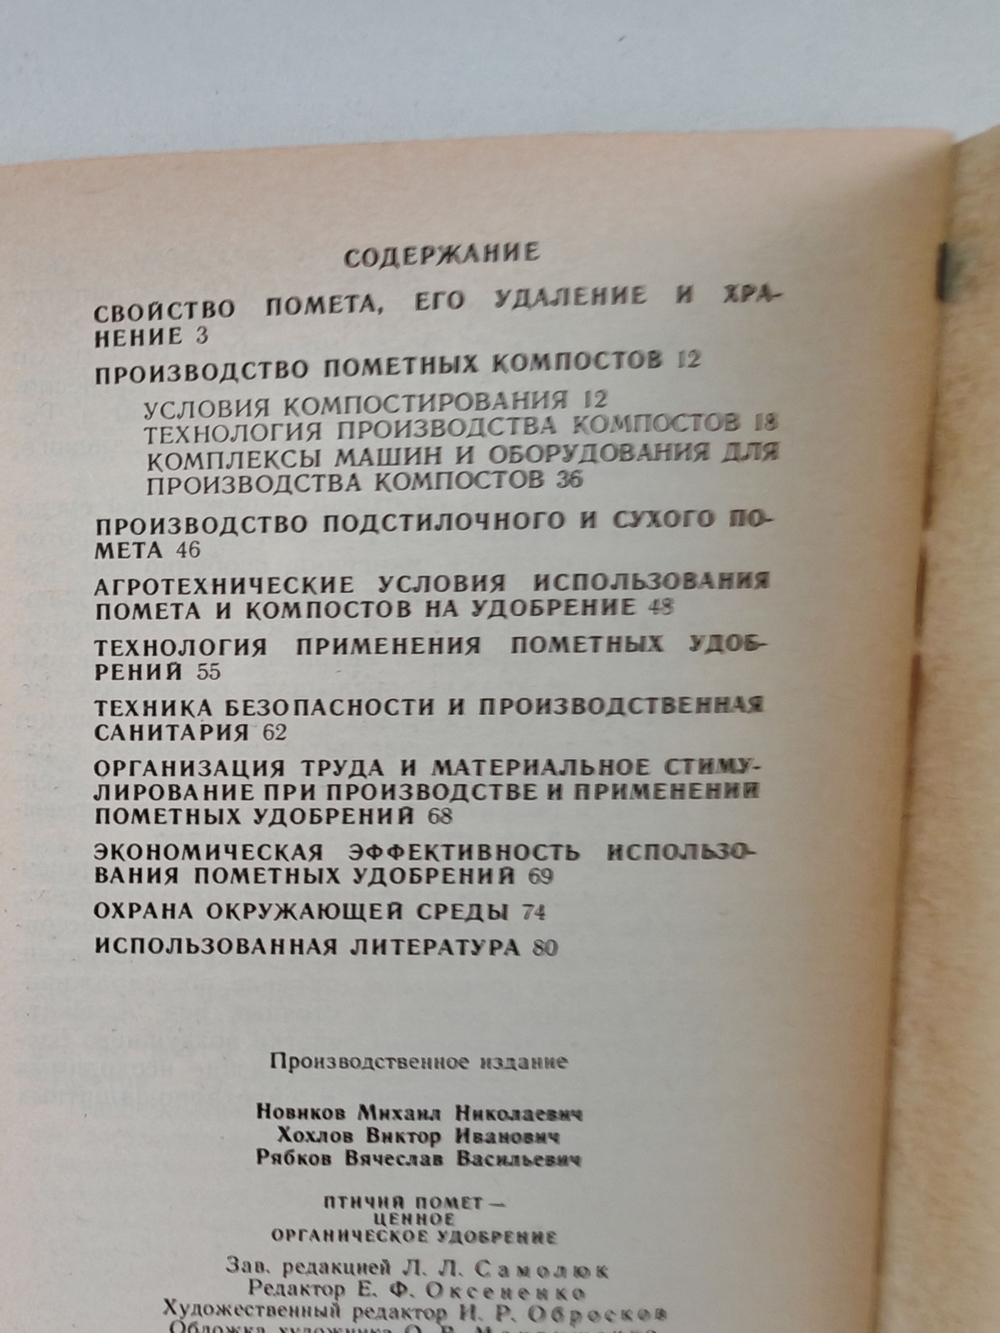 СОДЕРЖАНИЕ
СВОЙСТВО ПОМЕТА, ЕГО УДАЛЕНИЕ И ХРА-
НЕНИЕ 3
ПРОИЗВОДСТВО ПОМЕТНЫХ КОМПОСТОВ 12
УСЛОВИЯ КОМПОСТИРОВАНИЯ 12
ТЕХНОЛОГИЯ ПРОИЗВОДСТВА КОМПОСТОВ 18
КОМПЛЕКСЫ МАШИН И ОБОРУДОВАНИЯ ДЛЯ
ПРОИЗВОДСТВА КОМПОСТОВ 36
ПРОИЗВОДСТВО ПОДСТИЛОЧНОГО И СУХОГО ПО-
МЕТА 46
АГРОТЕХНИЧЕСКИЕ УСЛОВИЯ ИСПОЛЬЗОВАНИЯ
ПОМЕТА И КОМПОСТОВ НА УДОБРЕНИЕ 48
ТЕХНОЛОГИЯ ПРИМЕНЕНИЯ ПОМЕТНЫХ УДОБ-
РЕНИЙ 55
ТЕХНИКА БЕЗОПАСНОСТИ И ПРОИЗВОДСТВЕННАЯ
САНИТАРИЯ 62
ОРГАНИЗАЦИЯ ТРУДА И МАТЕРИАЛЬНОЕ СТИМУ-
ЛИРОВАНИЕ ПРИ ПРОИЗВОДСТВЕ И ПРИМЕНЕНИИ
ПОМЕТНЫХ УДОБРЕНИЙ 68
ЭКОНОМИЧЕСКАЯ ЭФФЕКТИВНОСТЬ ИСПОЛЬЗО-
ВАНИЯ ПОМЕТНЫХ УДОБРЕНИЙ 69
ОХРАНА ОКРУЖАЮЩЕЙ СРЕДЫ 74
ИСПОЛЬЗОВАННАЯ ЛИТЕРАТУРА 80
Производственное издание
Новиков Михаил Николаевич
Хохлов Виктор Иванович
Рябков Вячеслав Васильевич
ПТИЧИЙ ПОМЕТ —
ЦЕННОЕ
ОРГАНИЧЕСКОЕ УДОБРЕНИЕ
Зав. редакцией Л. Л. Самолюк
Редактор Е. Ф. Оксененко
Художественный редактор И. Р. Обросков
Обложка художника О. В.